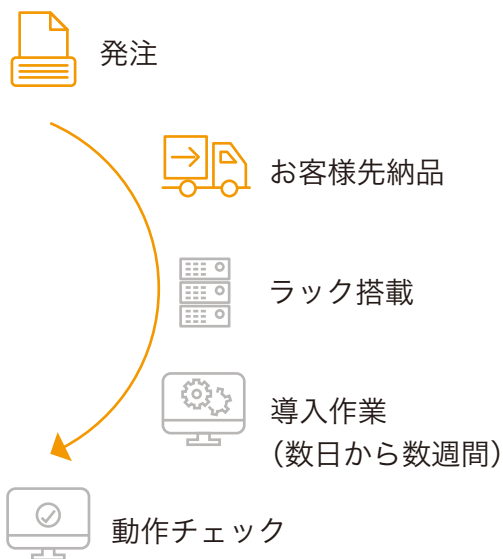 発注
お客様先納品
ラック搭載
導入作業
（数日から数週間）
動作チェック